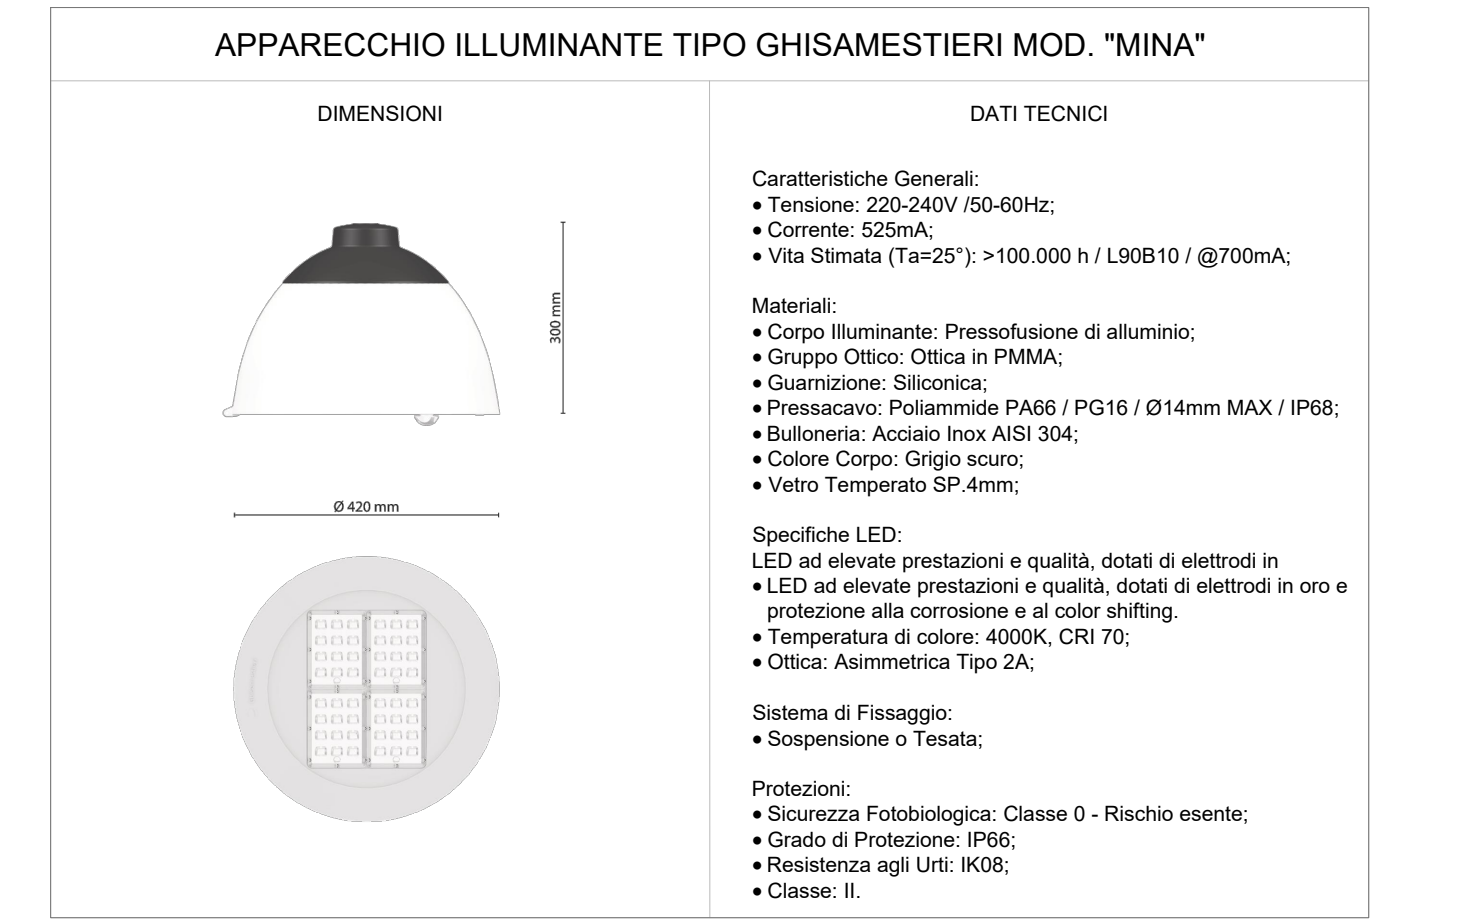 APPARECCHIO ILLUMINANTE TIPO GHISAMESTIERI MOD. "MINA"
DIMENSIONI
300 mm
Ø 420 mm
DATI TECNICI
Caratteristiche Generali:
• Tensione: 220-240V /50-60Hz;
• Corrente: 525mA;
• Vita Stimata (Ta=25°): >100.000 h / L90B10 / @700mA;
Materiali:
• Corpo Illuminante: Pressofusione di alluminio;
• Gruppo Ottico: Ottica in PMMA;
• Guarnizione: Siliconica;
• Pressacavo: Poliammide PA66 / PG16 / Ø14mm MAX / IP68;
• Bulloneria: Acciaio Inox AISI 304;
• Colore Corpo: Grigio scuro;
• Vetro Temperato SP.4mm;
Specifiche LED:
LED ad elevate prestazioni e qualità, dotati di elettrodi in
• LED ad elevate prestazioni e qualità, dotati di elettrodi in oro e
protezione alla corrosione e al color shifting.
• Temperatura di colore: 4000K, CRI 70;
• Ottica: Asimmetrica Tipo 2A;
Sistema di Fissaggio:
• Sospensione o Tesata;
Protezioni:
• Sicurezza Fotobiologica: Classe 0 - Rischio esente;
• Grado di Protezione: IP66;
• Resistenza agli Urti: IK08;
• Classe: II.